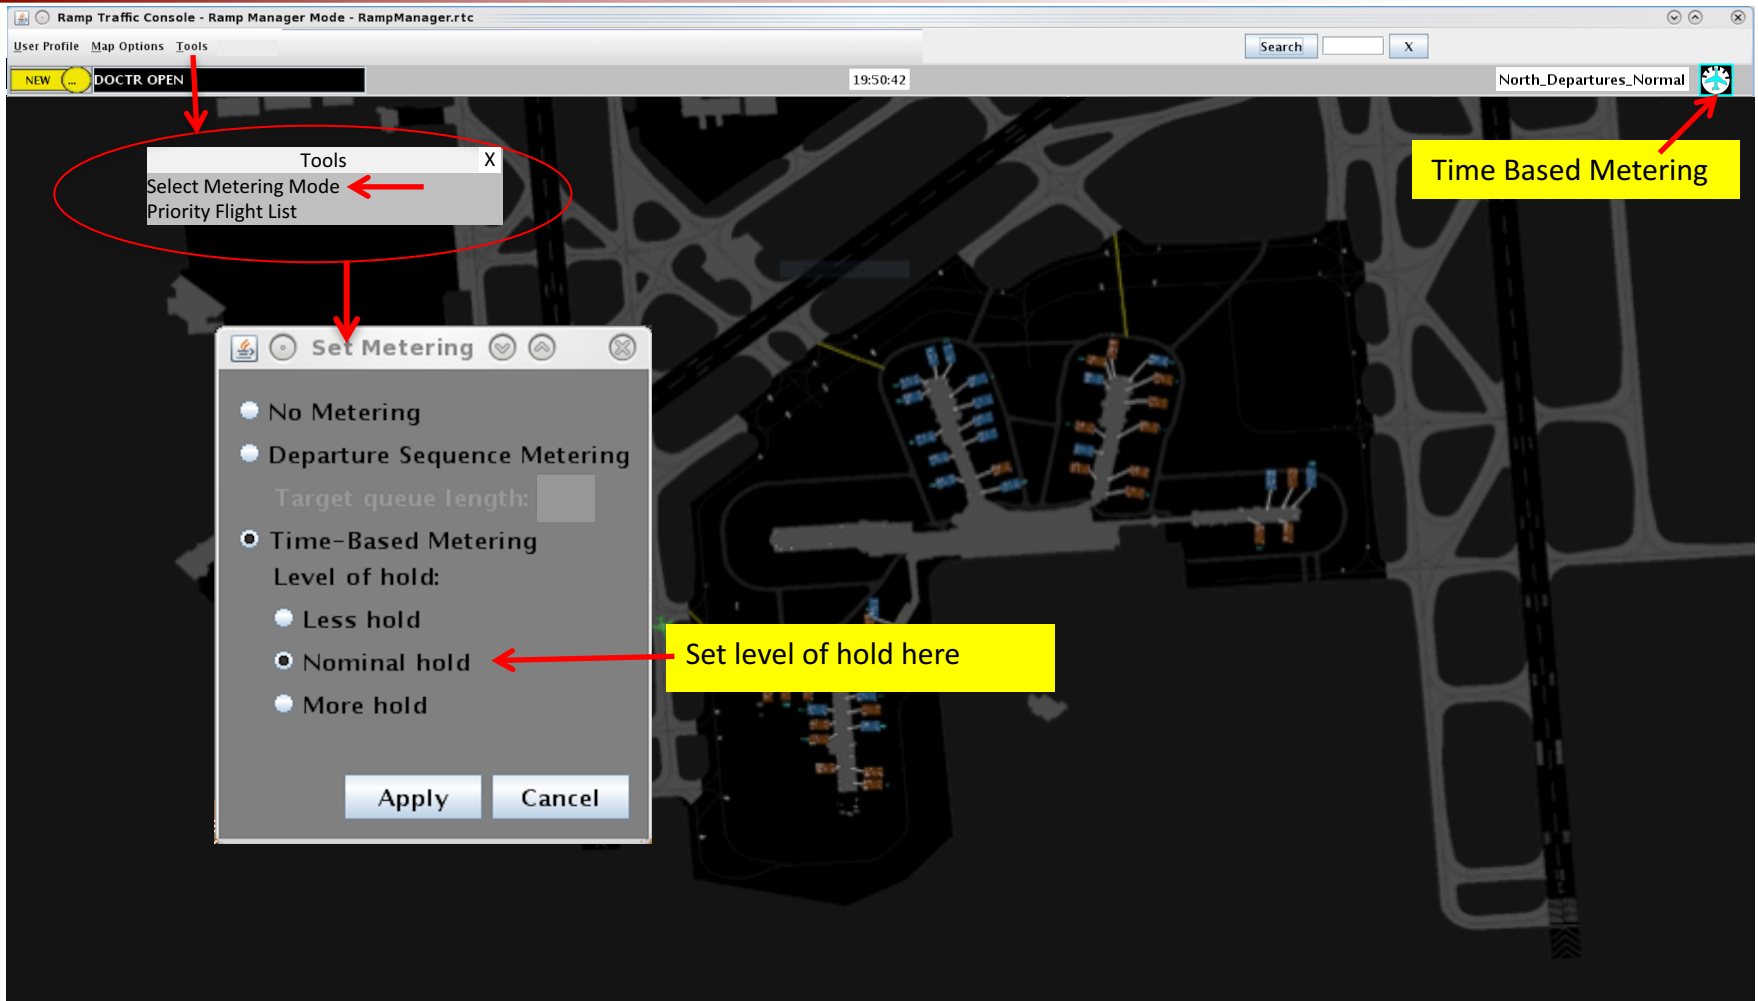 Ramp Traffic Console - Ramp Manager Mode - RampManager.rtc
User Profile Map Options Tools
Search X
NEW ... DOCTR OPEN
19:50:42
North_Departures_Normal
Time Based Metering
Tools X
Select Metering Mode
Priority Flight List
Set Metering
No Metering
Departure Sequence Metering
Target queue length:
Time-Based Metering
Level of hold:
Less hold
Nominal hold
More hold
Set level of hold here
Apply Cancel